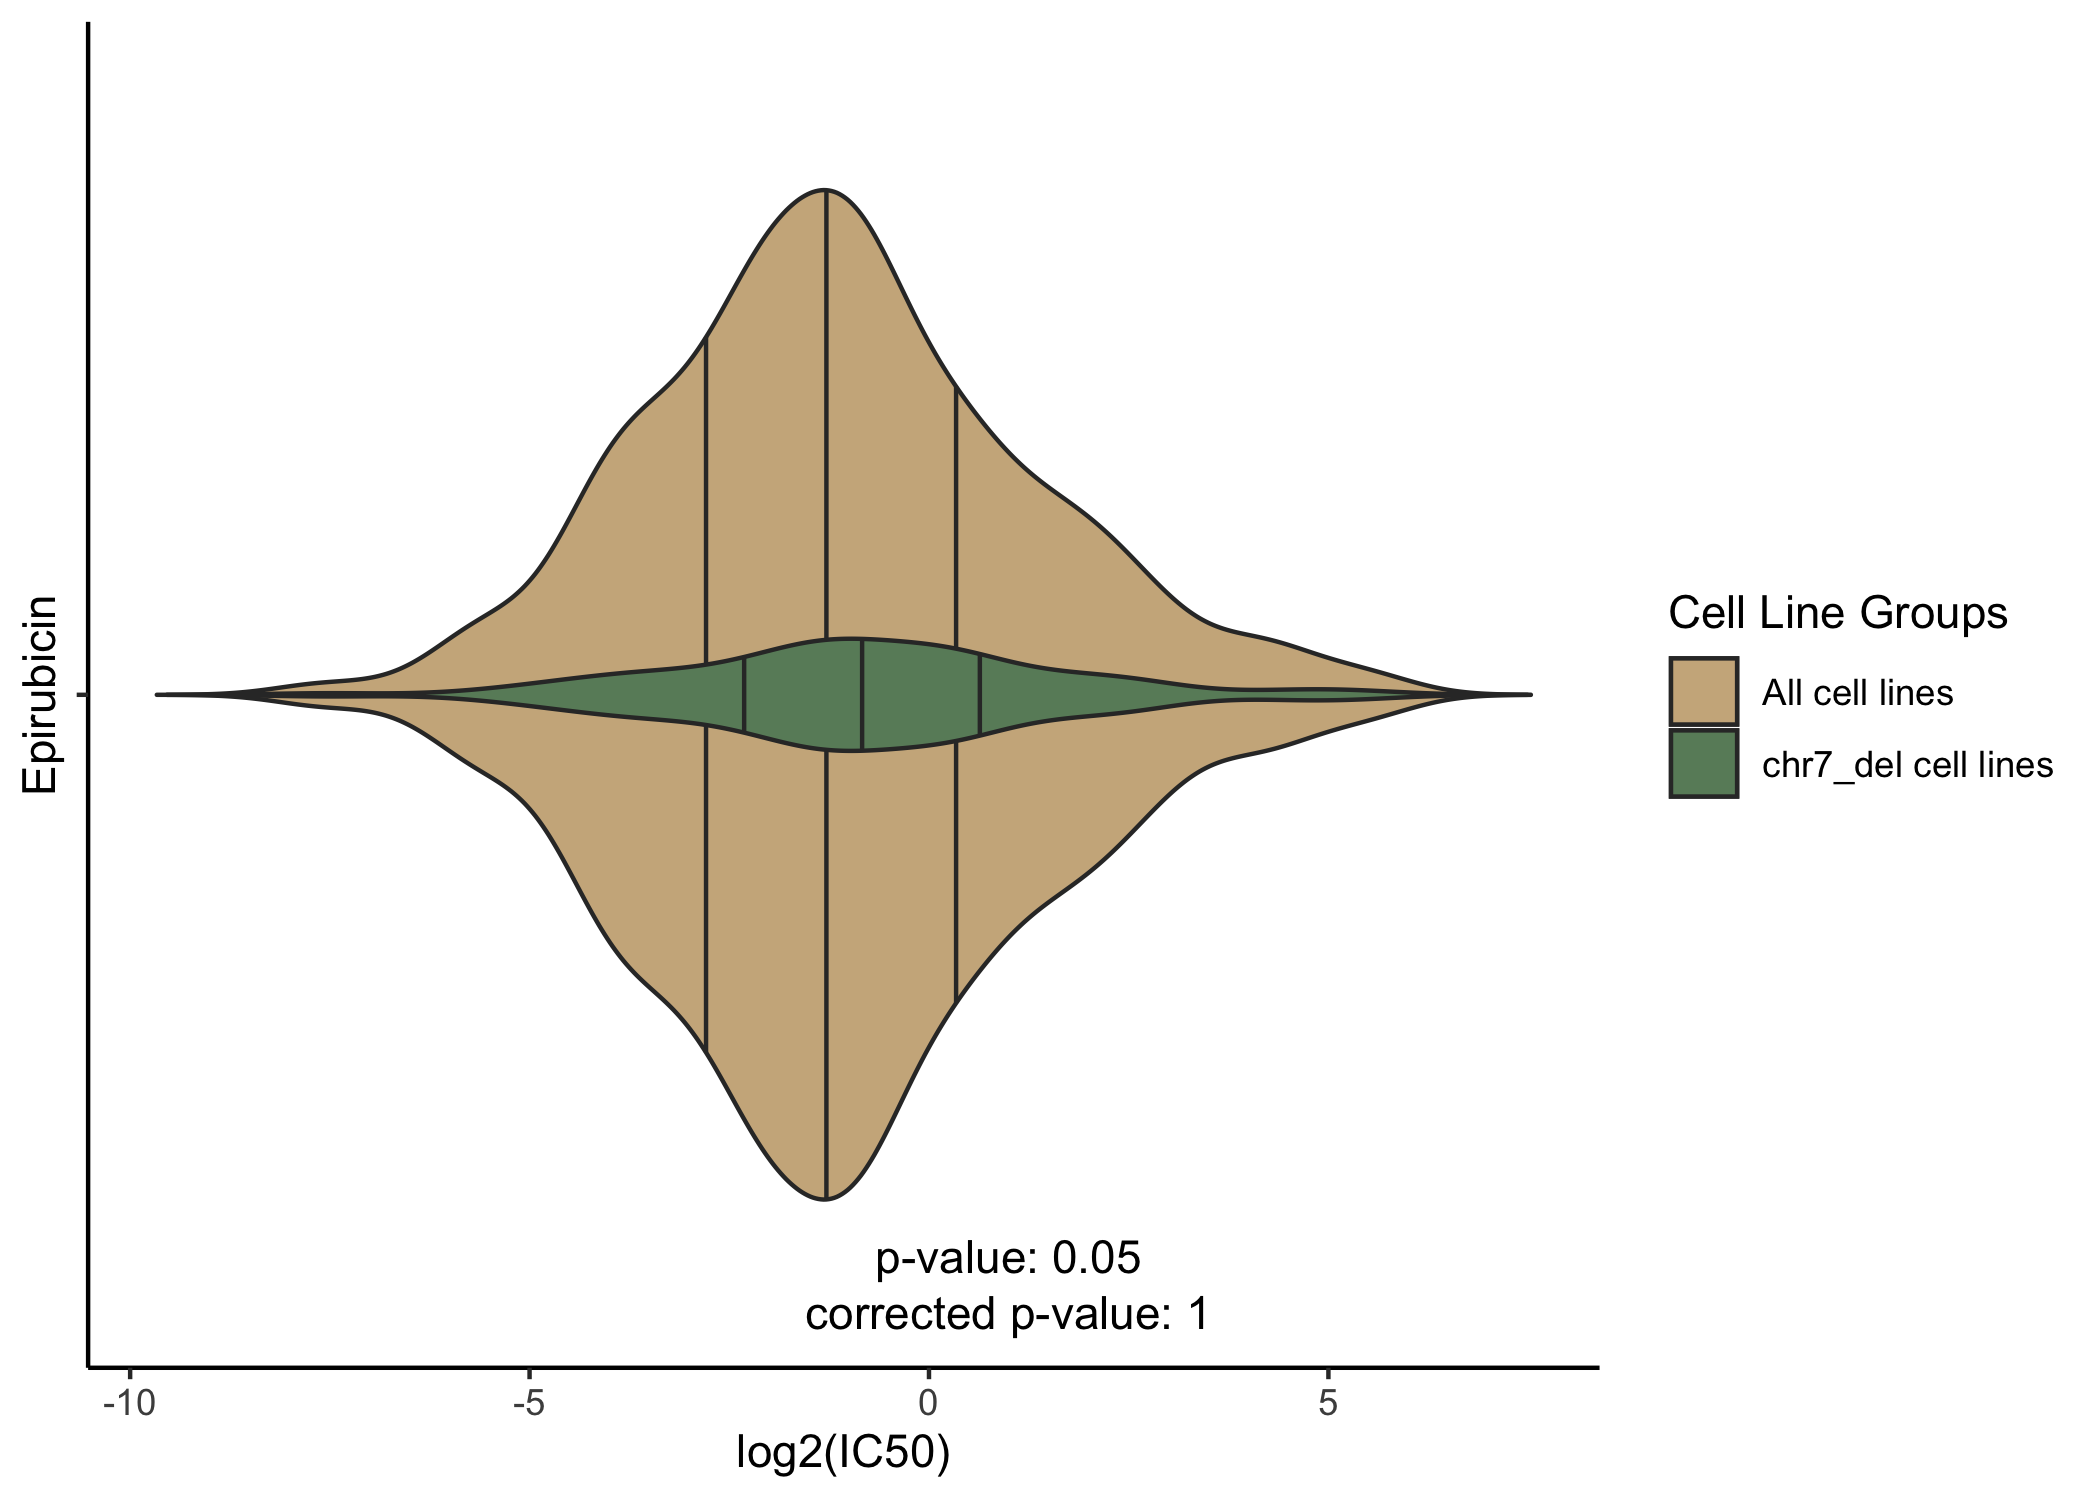 Epirubicin
p-value: 0.05
corrected p-value: 1
-10
-5
0
5
log2(IC50)
Cell Line Groups
All cell lines
chr7_del cell lines